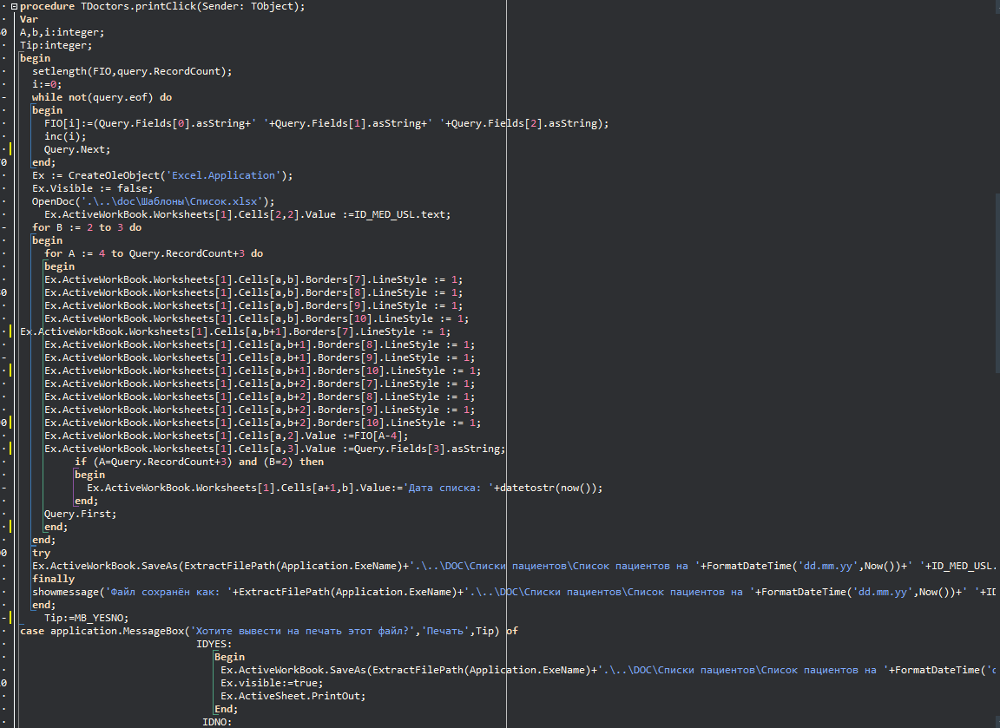 procedure TDoctors.printClick(Sender: TObject);
Var
A,b,i:integer;
Tip:integer;
begin
setlength(FIO,query.RecordCount);
i:=0;
while not(query.eof) do
begin
FIO[i]:=(Query.Fields[0].asString+' '+Query.Fields[1].asString+' '+Query.Fields[2].asString);
inc(i);
Query.Next;
end;
Ex := CreateOleObject('Excel.Application');
Ex.Visible := false;
OpenDoc('.\..\doc\Шаблоны\Список.xlsx');
Ex.ActiveWorkBook.Worksheets[1].Cells[2,2].Value :=ID_MED_USL.text;
for B := 2 to 3 do
begin
for A := 4 to Query.RecordCount+3 do
begin
Ex.ActiveWorkBook.Worksheets[1].Cells[a,b].Borders[7].LineStyle := 1;
Ex.ActiveWorkBook.Worksheets[1].Cells[a,b].Borders[8].LineStyle := 1;
Ex.ActiveWorkBook.Worksheets[1].Cells[a,b].Borders[9].LineStyle := 1;
Ex.ActiveWorkBook.Worksheets[1].Cells[a,b].Borders[10].LineStyle := 1;
Ex.ActiveWorkBook.Worksheets[1].Cells[a,b+1].Borders[7].LineStyle := 1;
Ex.ActiveWorkBook.Worksheets[1].Cells[a,b+1].Borders[8].LineStyle := 1;
Ex.ActiveWorkBook.Worksheets[1].Cells[a,b+1].Borders[9].LineStyle := 1;
Ex.ActiveWorkBook.Worksheets[1].Cells[a,b+1].Borders[10].LineStyle := 1;
Ex.ActiveWorkBook.Worksheets[1].Cells[a,b+2].Borders[7].LineStyle := 1;
Ex.ActiveWorkBook.Worksheets[1].Cells[a,b+2].Borders[8].LineStyle := 1;
Ex.ActiveWorkBook.Worksheets[1].Cells[a,b+2].Borders[9].LineStyle := 1;
Ex.ActiveWorkBook.Worksheets[1].Cells[a,b+2].Borders[10].LineStyle := 1;
Ex.ActiveWorkBook.Worksheets[1].Cells[a,2].Value :=FIO[A-4];
Ex.ActiveWorkBook.Worksheets[1].Cells[a,3].Value :=Query.Fields[3].asString;
if (A=Query.RecordCount+3) and (B=2) then
begin
Ex.ActiveWorkBook.Worksheets[1].Cells[a+1,b].Value:='Дата списка: '+datetostr(now());
end;
Query.First;
end;
end;
try
Ex.ActiveWorkBook.SaveAs(ExtractFilePath(Application.ExeName)+'.\..\DOC\Списки пациентов\Список пациентов на '+FormatDateTime('dd.mm.yy',Now())+' '+ID_MED_USL.
finally
showmessage('Файл сохранён как: '+ExtractFilePath(Application.ExeName)+'.\..\DOC\Списки пациентов\Список пациентов на '+FormatDateTime('dd.mm.yy',Now())+' '+ID
end;
Tip:=MB_YESNO;
case application.MessageBox('Хотите вывести на печать этот файл?','Печать',Tip) of
IDYES:
Begin
Ex.ActiveWorkBook.SaveAs(ExtractFilePath(Application.ExeName)+'.\..\DOC\Списки пациентов\Список пациентов на '+FormatDateTime('d
Ex.visible:=true;
Ex.ActiveSheet.PrintOut;
End;
IDNO: